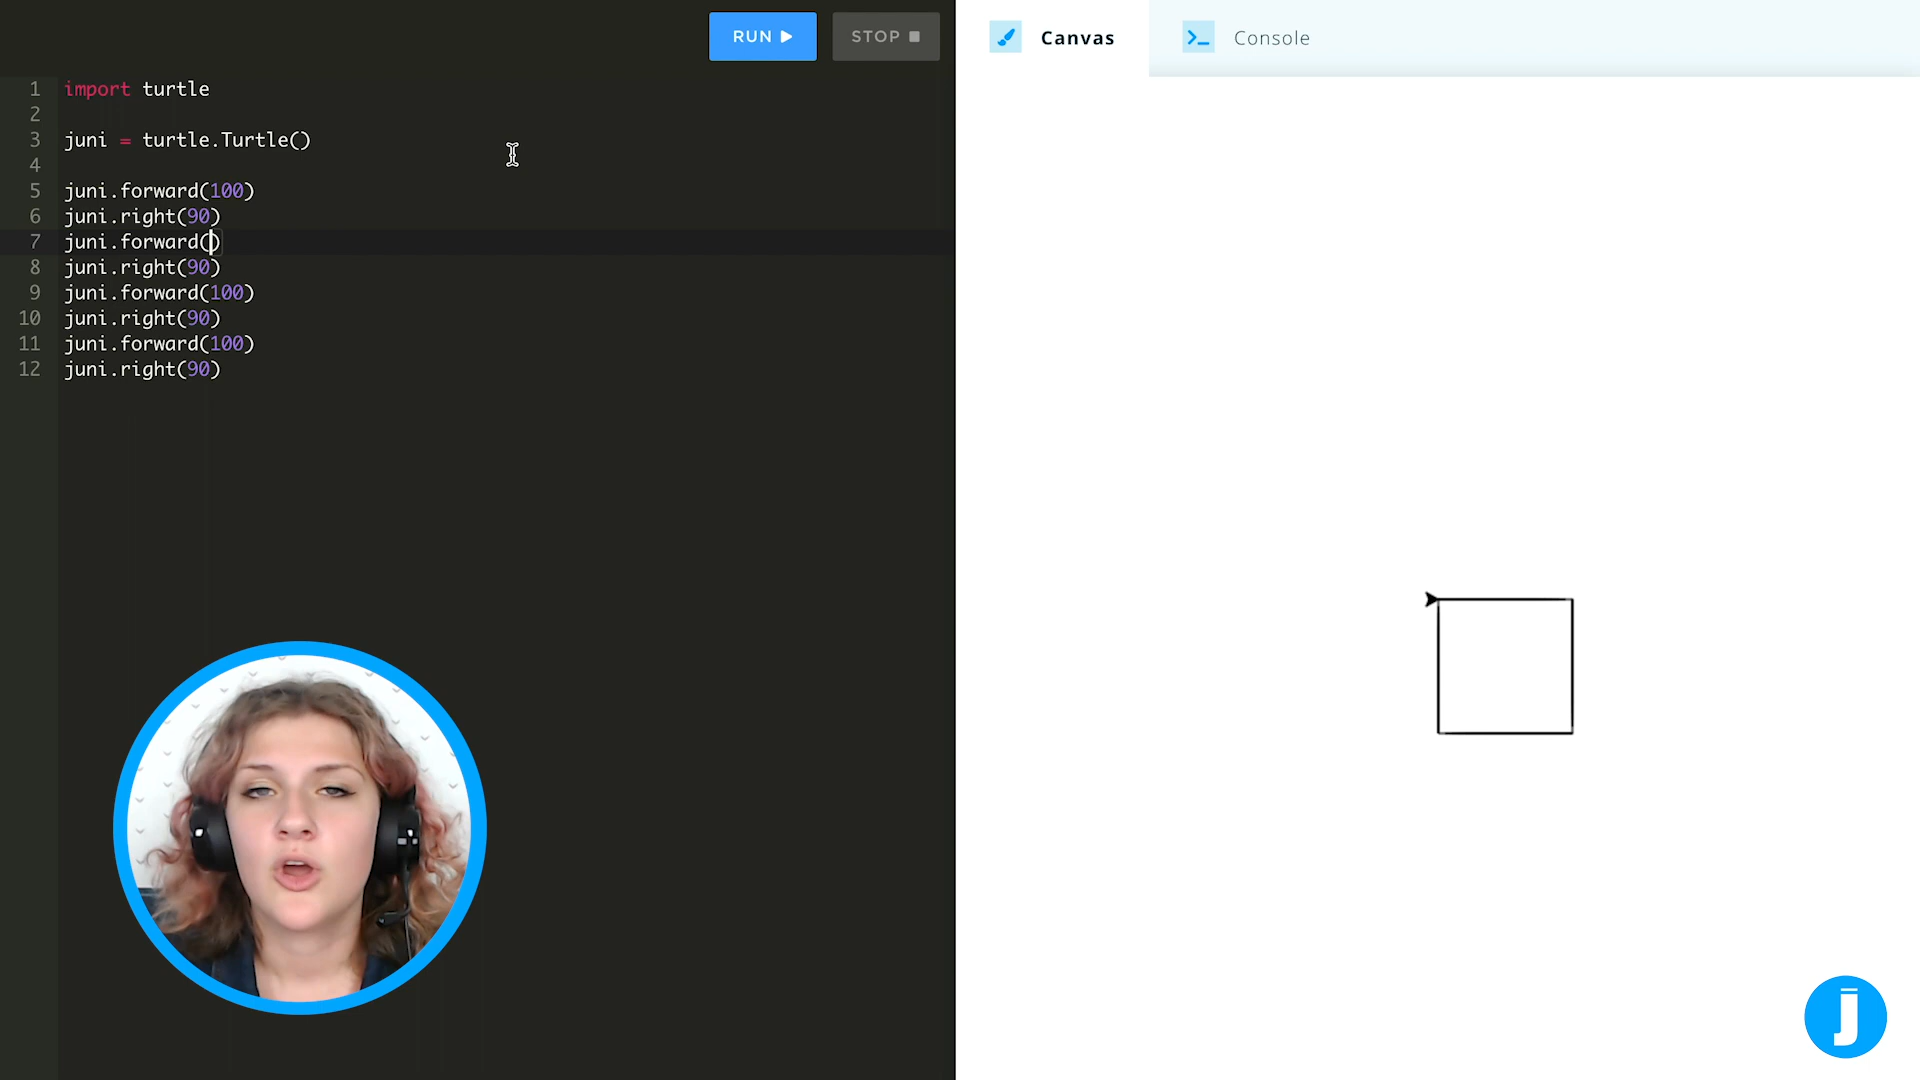 RUN
STOP
Canvas
Console
1 import turtle
2
3 juni = turtle.Turtle()
4
5 juni.forward(100)
6 juni.right(90)
7 juni.forward()
8 juni.right(90)
9 juni.forward(100)
10 juni.right(90)
11 juni.forward(100)
12 juni.right(90)
J